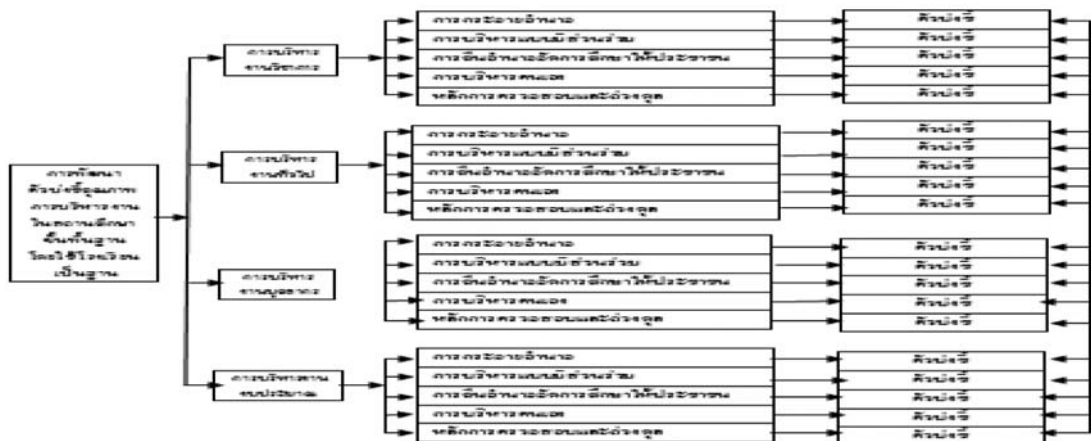 การพัฒนา
ตัวบ่งชี้คุณภาพ
การบริหารงาน
ในสถานศึกษา
ขั้นพื้นฐาน
โดยใช้โรงเรียน
เป็นฐาน
การบริหาร
งานวิชาการ
การกระจายอำนาจ
ตัวบ่งชี้
การบริหารแบบมีส่วนร่วม
ตัวบ่งชี้
การคืนอำนาจจัดการศึกษาให้ประชาชน
ตัวบ่งชี้
การบริหารตนเอง
ตัวบ่งชี้
หลักการตรวจสอบและถ่วงดุล
ตัวบ่งชี้
การบริหาร
งานทั่วไป
การกระจายอำนาจ
ตัวบ่งชี้
การบริหารแบบมีส่วนร่วม
ตัวบ่งชี้
การคืนอำนาจจัดการศึกษาให้ประชาชน
ตัวบ่งชี้
การบริหารตนเอง
ตัวบ่งชี้
หลักการตรวจสอบและถ่วงดุล
ตัวบ่งชี้
การบริหาร
งานบุคลากร
การกระจายอำนาจ
ตัวบ่งชี้
การบริหารแบบมีส่วนร่วม
ตัวบ่งชี้
การคืนอำนาจจัดการศึกษาให้ประชาชน
ตัวบ่งชี้
การบริหารตนเอง
ตัวบ่งชี้
หลักการตรวจสอบและถ่วงดุล
ตัวบ่งชี้
การบริหารงาน
งบประมาณ
การกระจายอำนาจ
ตัวบ่งชี้
การบริหารแบบมีส่วนร่วม
ตัวบ่งชี้
การคืนอำนาจจัดการศึกษาให้ประชาชน
ตัวบ่งชี้
การบริหารตนเอง
ตัวบ่งชี้
หลักการตรวจสอบและถ่วงดุล
ตัวบ่งชี้